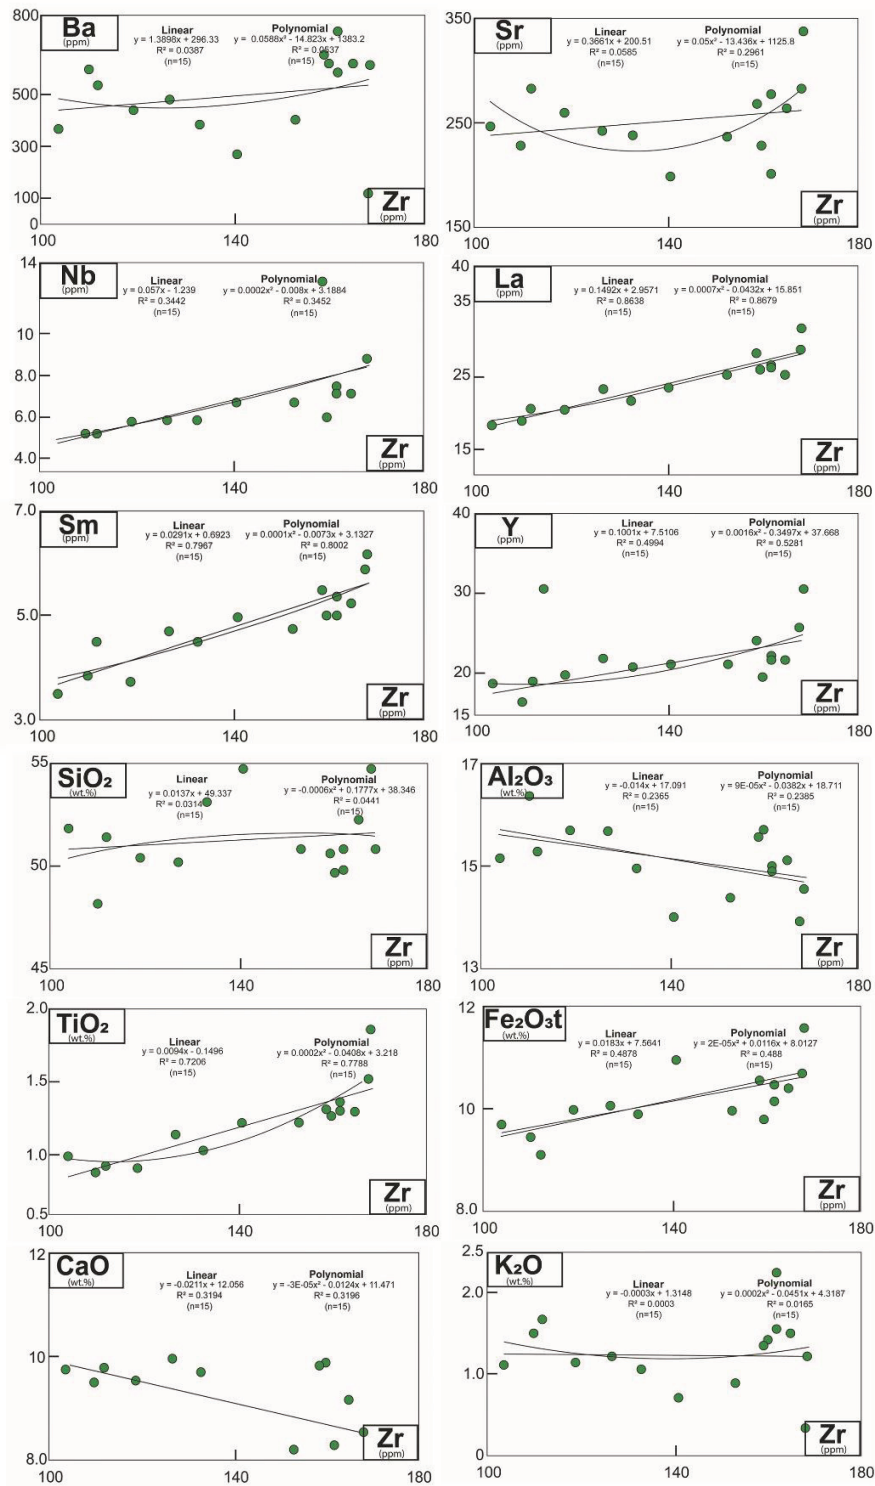 Ba
(ppm)
Linear
y = 1.3898x + 296.33
R² = 0.0387
(n=15)
Polynomial
y = 0.0588x² - 14.823x + 1383.2
R² = 0.0537
(n=15)
800
500
300
100
0
Zr
(ppm)
100 140 180
Sr
(ppm)
Linear
y = 0.3661x + 200.51
R² = 0.0585
(n=15)
Polynomial
y = 0.05x² - 13.436x + 1125.8
R² = 0.2961
(n=15)
350
250
150
Zr
(ppm)
100 140 180
Nb
(ppm)
Linear
y = 0.057x - 1.239
R² = 0.3442
(n=15)
Polynomial
y = 0.0002x² - 0.008x + 3.1884
R² = 0.3452
(n=15)
14
10
8.0
6.0
4.0
Zr
(ppm)
100 140 180
La
(ppm)
Linear
y = 0.1492x + 2.9571
R² = 0.8638
(n=15)
Polynomial
y = 0.0007x² - 0.0432x + 15.851
R² = 0.8679
(n=15)
40
35
25
15
Zr
(ppm)
100 140 180
Sm
(ppm)
Linear
y = 0.0291x + 0.6923
R² = 0.7967
(n=15)
Polynomial
y = 0.0001x² - 0.0073x + 3.1327
R² = 0.8002
(n=15)
7.0
5.0
3.0
Zr
(ppm)
100 140 180
Y
(ppm)
Linear
y = 0.1001x + 7.5106
R² = 0.4994
(n=15)
Polynomial
y = 0.0016x² - 0.3497x + 37.668
R² = 0.5281
(n=15)
40
30
20
15
Zr
(ppm)
100 140 180
SiO₂
(wt.%)
Linear
y = 0.0137x + 49.337
R² = 0.0314
(n=15)
Polynomial
y = -0.0006x² + 0.1777x + 38.346
R² = 0.0441
(n=15)
55
50
45
Zr
(ppm)
100 140 180
Al₂O₃
(wt.%)
Linear
y = -0.014x + 17.091
R² = 0.2365
(n=15)
Polynomial
y = 9E-05x² - 0.0382x + 18.711
R² = 0.2385
(n=15)
17
15
13
Zr
(ppm)
100 140 180
TiO₂
(wt.%)
Linear
y = 0.0094x - 0.1496
R² = 0.7206
(n=15)
Polynomial
y = 0.0002x² - 0.0408x + 3.218
R² = 0.7788
(n=15)
2.0
1.5
1.0
0.5
Zr
(ppm)
100 140 180
Fe₂O₃t
(wt.%)
Linear
y = 0.0183x + 7.5641
R² = 0.4878
(n=15)
Polynomial
y = 2E-05x² + 0.0116x + 8.0127
R² = 0.488
(n=15)
12
10
8.0
Zr
(ppm)
100 140 180
CaO
(wt.%)
Linear
y = -0.0211x + 12.056
R² = 0.3194
(n=15)
Polynomial
y = -3E-05x² - 0.0124x + 11.471
R² = 0.3196
(n=15)
12
10
8.0
Zr
(ppm)
100 140 180
K₂O
(wt.%)
Linear
y = -0.0003x + 1.3148
R² = 0.0003
(n=15)
Polynomial
y = 0.0002x² - 0.0451x + 4.3187
R² = 0.0165
(n=15)
2.5
2.0
1.0
0
Zr
(ppm)
100 140 180